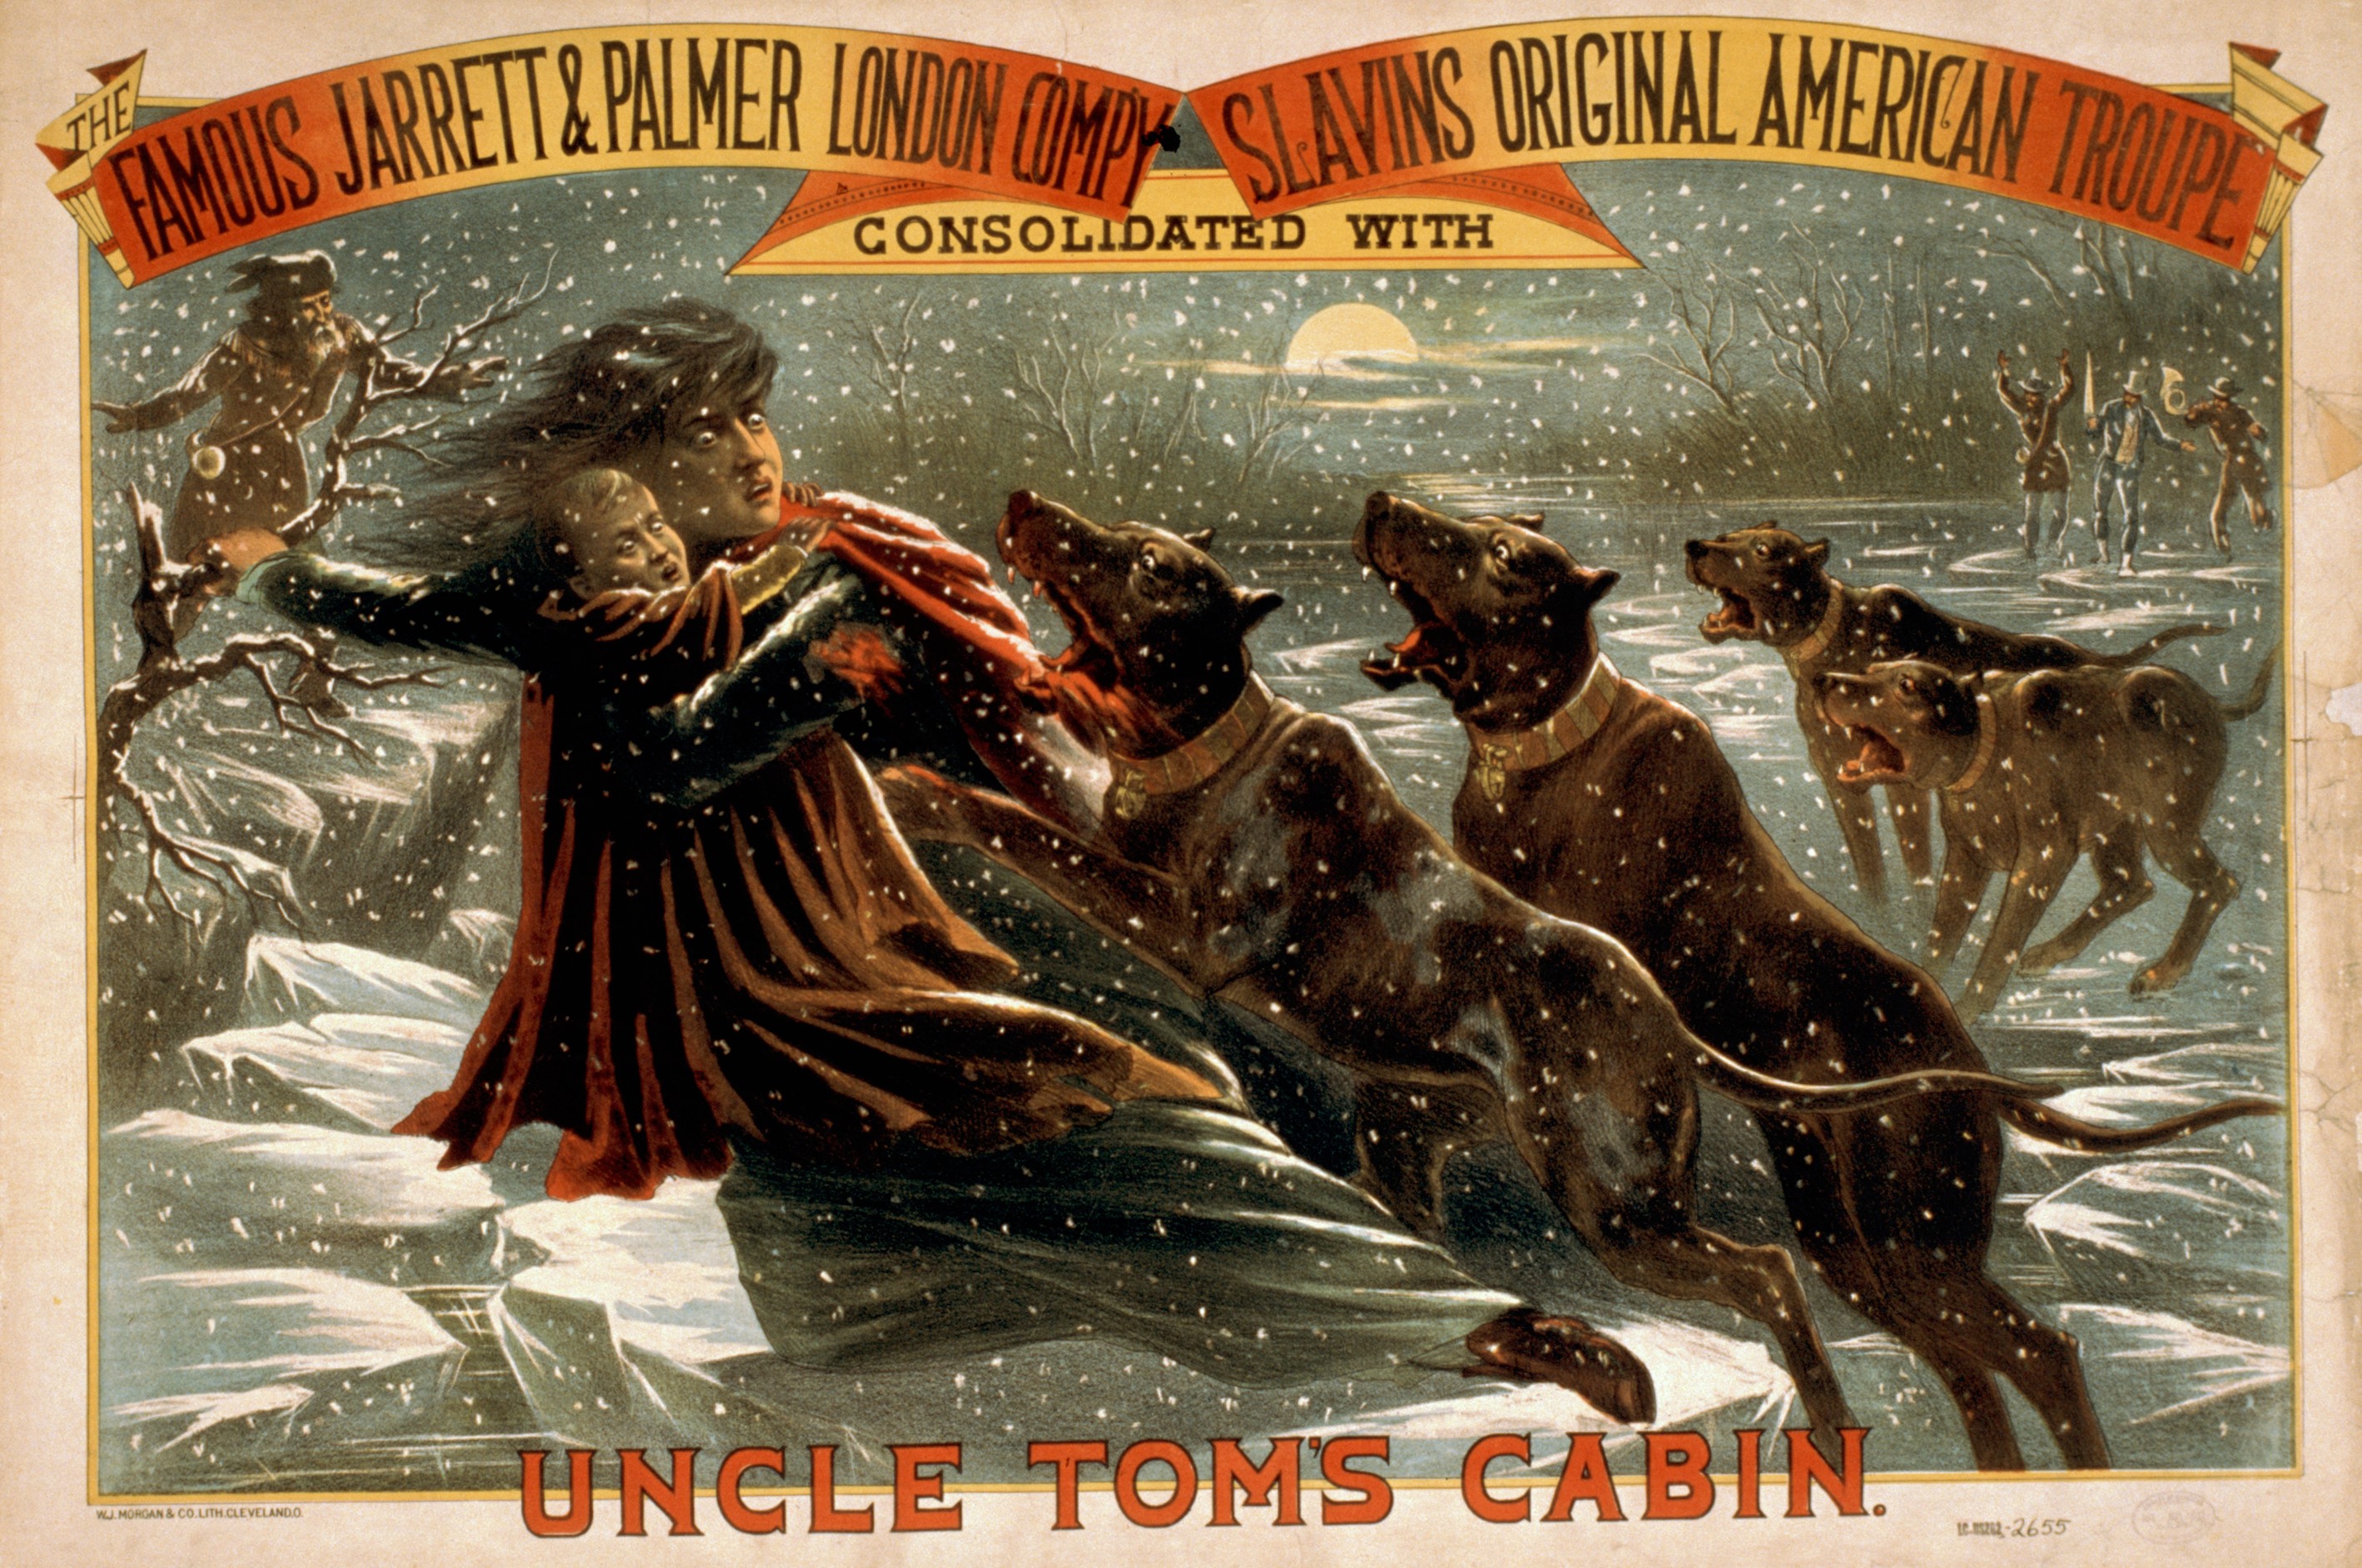 THE
FAMOUS JARRETT & PALMER LONDON COMPY
CONSOLIDATED WITH
SLAVINS ORIGINAL AMERICAN TROUPE
UNCLE TOM'S CABIN.
W.J. MORGAN & CO. LITH. CLEVELAND. O.
2655